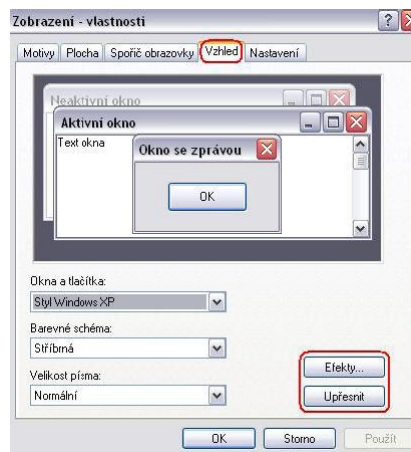 Zobrazení - vlastnosti
Motivy Plocha Spořič obrazovky Vzhled Nastavení
Neaktivní okno
Aktivní okno
Text okna
Okno se zprávou
OK
Okna a tlačítka:
Styl Windows XP
Barevné schéma:
Stříbrná
Velikost písma:
Normální
Efekty...
Upřesnit
OK Storno Použít